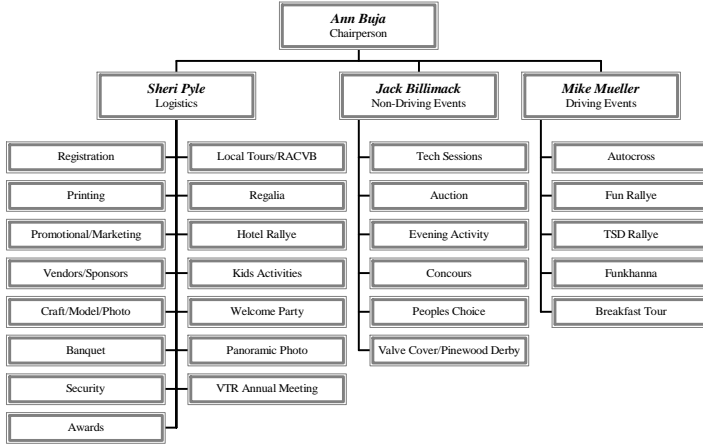 Ann Buja
Chairperson
Sheri Pyle
Logistics
Jack Billimack
Non-Driving Events
Mike Mueller
Driving Events
Registration
Local Tours/RACVB
Tech Sessions
Autocross
Printing
Regalia
Auction
Fun Rallye
Promotional/Marketing
Hotel Rallye
Evening Activity
TSD Rallye
Vendors/Sponsors
Kids Activities
Concours
Funkhanna
Craft/Model/Photo
Welcome Party
Peoples Choice
Breakfast Tour
Banquet
Panoramic Photo
Valve Cover/Pinewood Derby
Security
VTR Annual Meeting
Awards